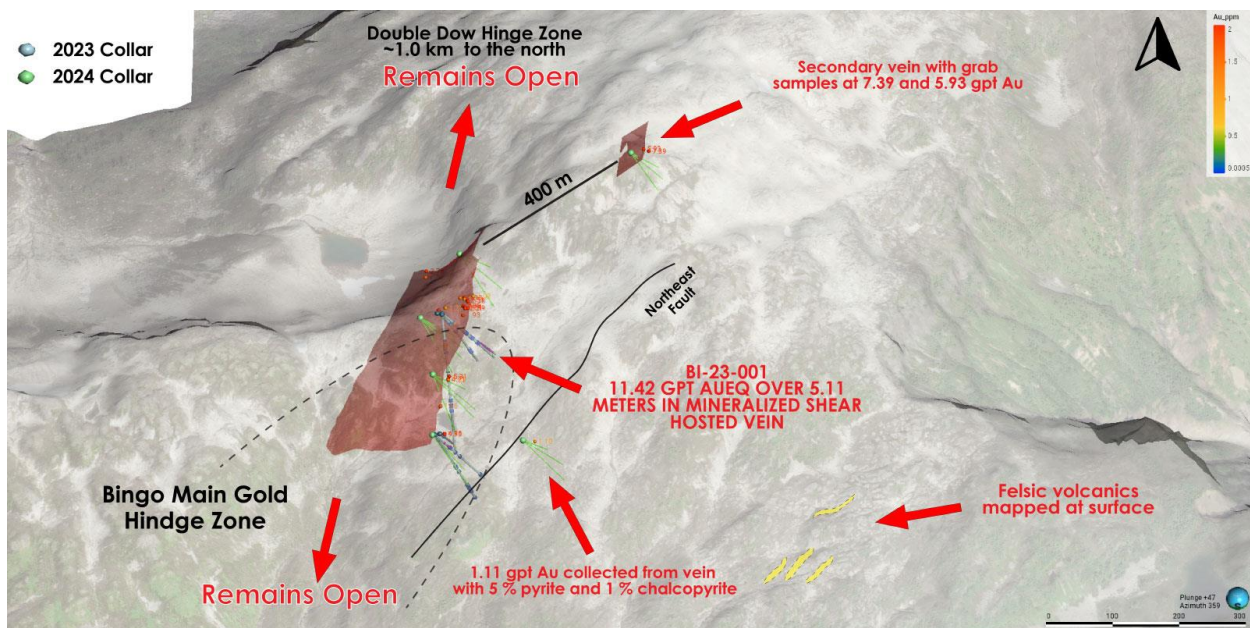 2023 Collar
2024 Collar
Double Dow Hinge Zone
~1.0 km to the north
Remains Open
Secondary vein with grab
samples at 7.39 and 5.93 gpt Au
Au_ppm
2
1.5
1
0.5
0.0005
400 m
Northeast
Fault
BI-23-001
11.42 GPT AUEQ OVER 5.11
METERS IN MINERALIZED SHEAR
HOSTED VEIN
Bingo Main Gold
Hindge Zone
Felsic volcanics
mapped at surface
Remains Open
1.11 gpt Au collected from vein
with 5 % pyrite and 1 % chalcopyrite
Plunge +47
Azimuth 359
0 100 200 300